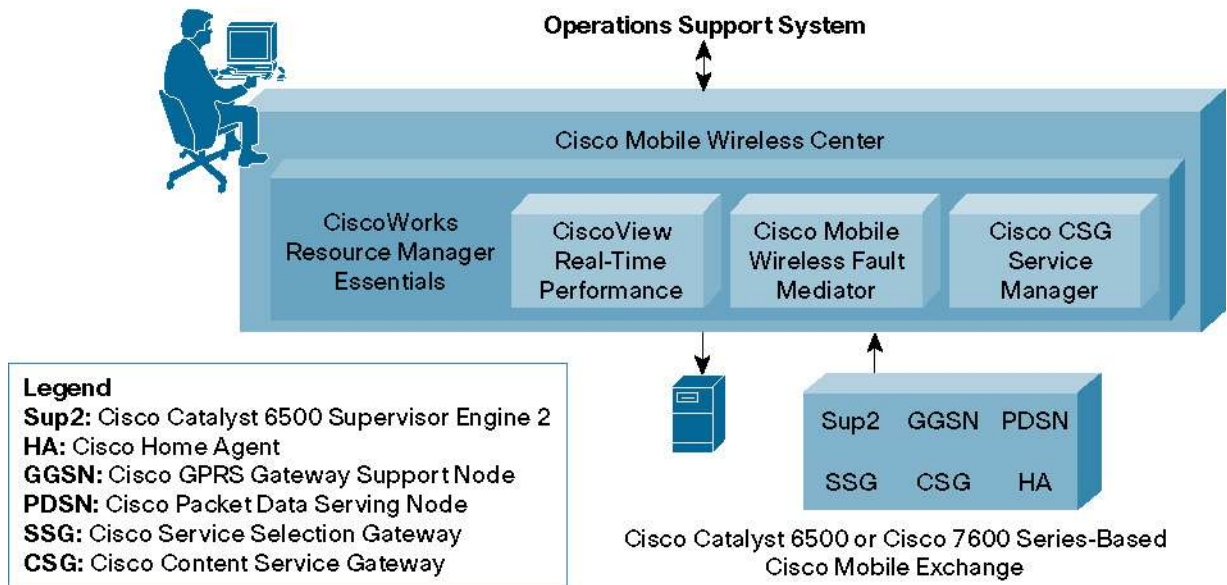 Operations Support System
Cisco Mobile Wireless Center
CiscoWorks
Resource Manager
Essentials
CiscoView
Real-Time
Performance
Cisco Mobile
Wireless Fault
Mediator
Cisco CSG
Service
Manager
Legend
Sup2: Cisco Catalyst 6500 Supervisor Engine 2
HA: Cisco Home Agent
GGSN: Cisco GPRS Gateway Support Node
PDSN: Cisco Packet Data Serving Node
SSG: Cisco Service Selection Gateway
CSG: Cisco Content Service Gateway
Sup2 GGSN PDSN
SSG CSG HA
Cisco Catalyst 6500 or Cisco 7600 Series-Based
Cisco Mobile Exchange